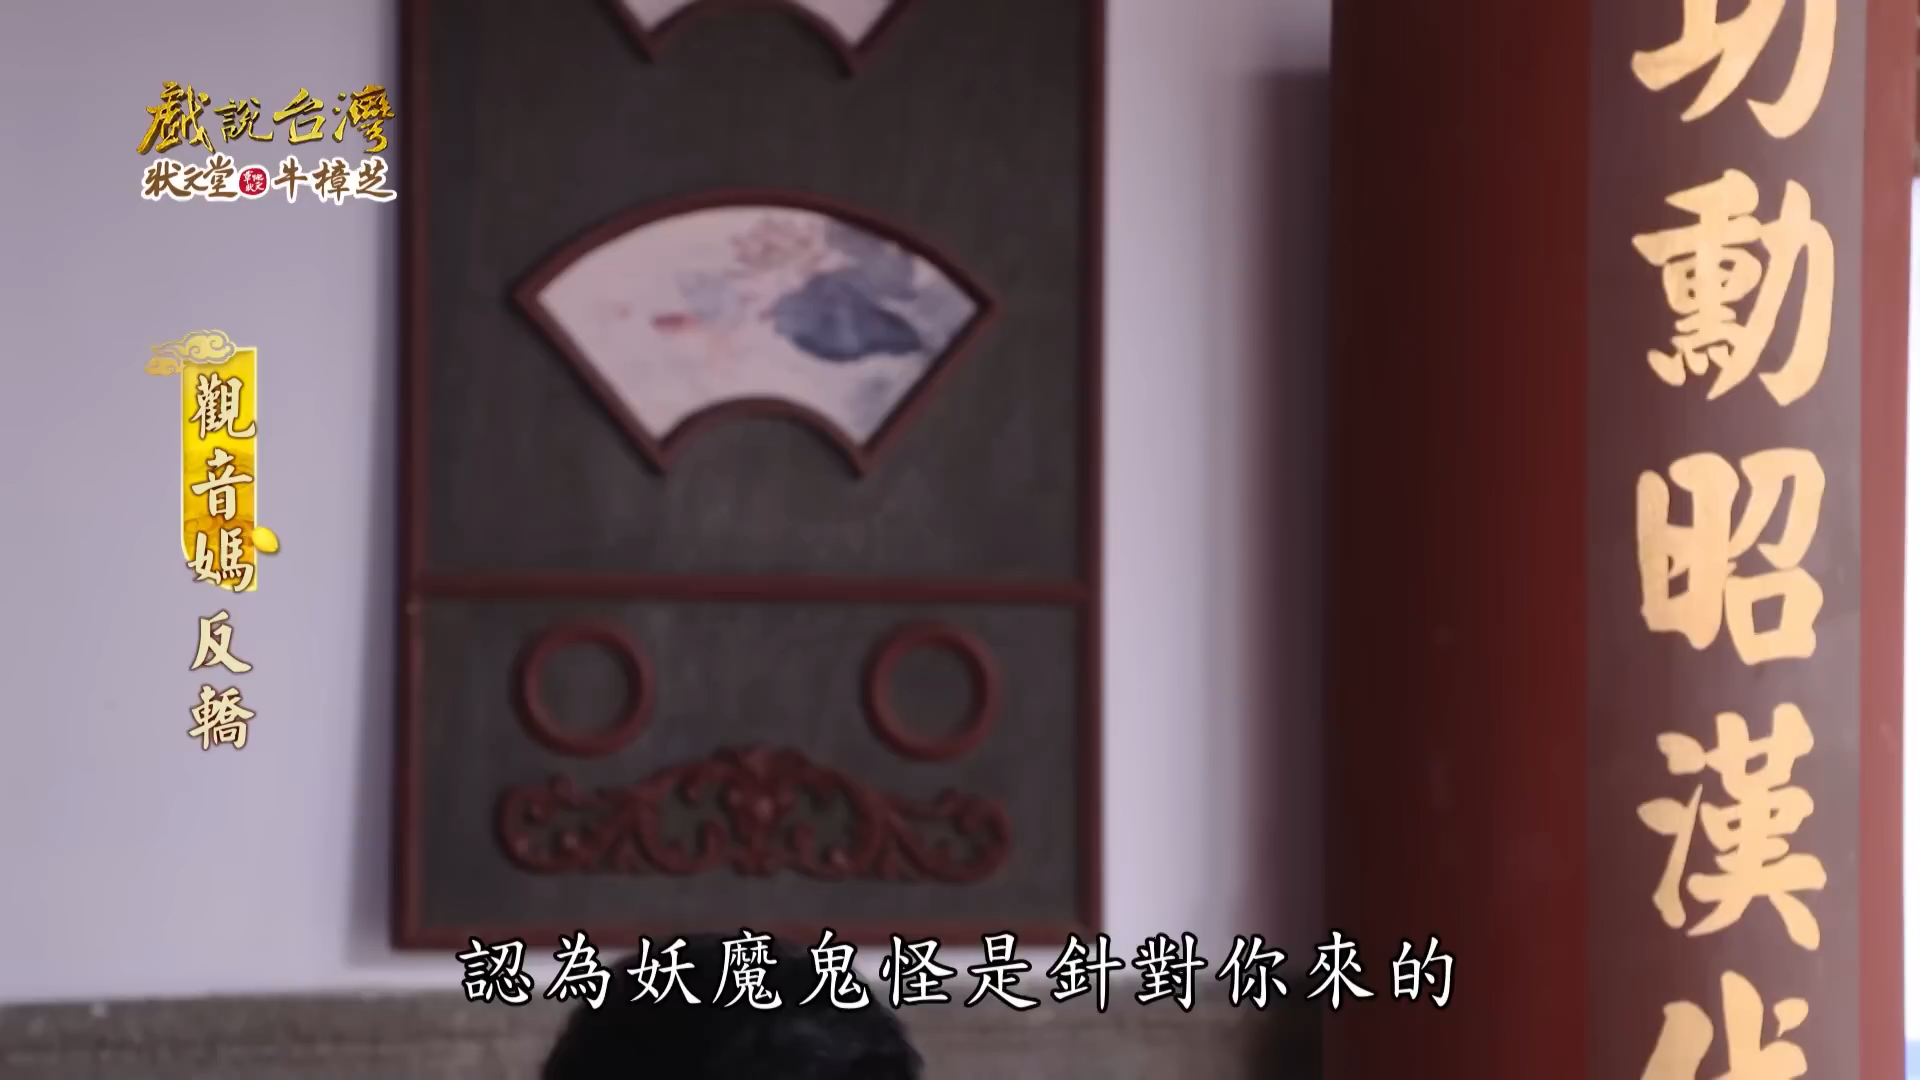 戲說台灣
狀元堂 牛樟芝
觀音媽反轎
功勳昭漢
認為妖魔鬼怪是針對你來的